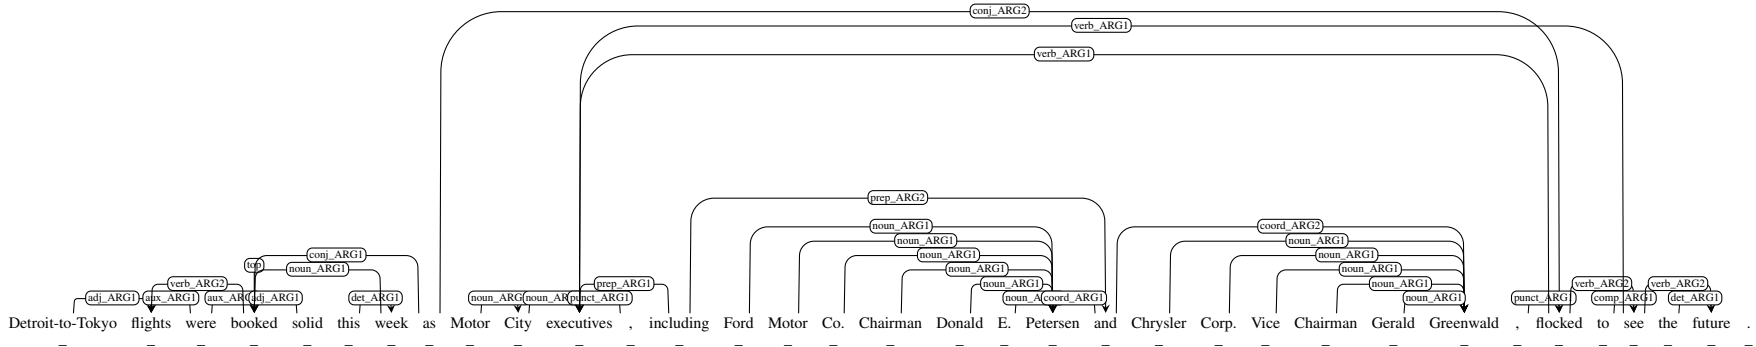 conj_ARG2
verb_ARG1
verb_ARG1
prep_ARG2
noun_ARG1 coord_ARG2
noun_ARG1 noun_ARG1
conj_ARG1 noun_ARG1 noun_ARG1
top noun_ARG1 noun_ARG1 noun_ARG1
verb_ARG2 prep_ARG1 noun_ARG1 noun_ARG1 verb_ARG2 verb_ARG2
adj_ARG1 aux_ARG1 adj_ARG1 det_ARG1 punct_ARG1 coord_ARG1 noun_ARG1 punct_ARG1 comp_ARG1 det_ARG1
Detroit-to-Tokyo flights were booked solid this week as Motor City executives , including Ford Motor Co. Chairman Donald E. Petersen and Chrysler Corp. Vice Chairman Gerald Greenwald , flocked to see the future .
_ _ _ _ _ _ _ _ _ _ _ _ _ _ _ _ _ _ _ _ _ _ _ _ _ _ _ _ _ _ _ _ _ _